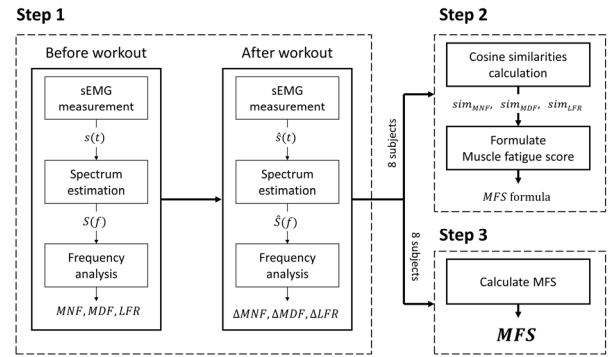 Step 1
Before workout
sEMG
measurement
s(t)
Spectrum
estimation
S(f)
Frequency
analysis
MNF, MDF, LFR
After workout
sEMG
measurement
ŝ(t)
Spectrum
estimation
Ŝ(f)
Frequency
analysis
ΔMNF, ΔMDF, ΔLFR
8 subjects
8 subjects
Step 2
Cosine similarities
calculation
sim_MNF, sim_MDF, sim_LFR
Formulate
Muscle fatigue score
MFS formula
Step 3
Calculate MFS
MFS